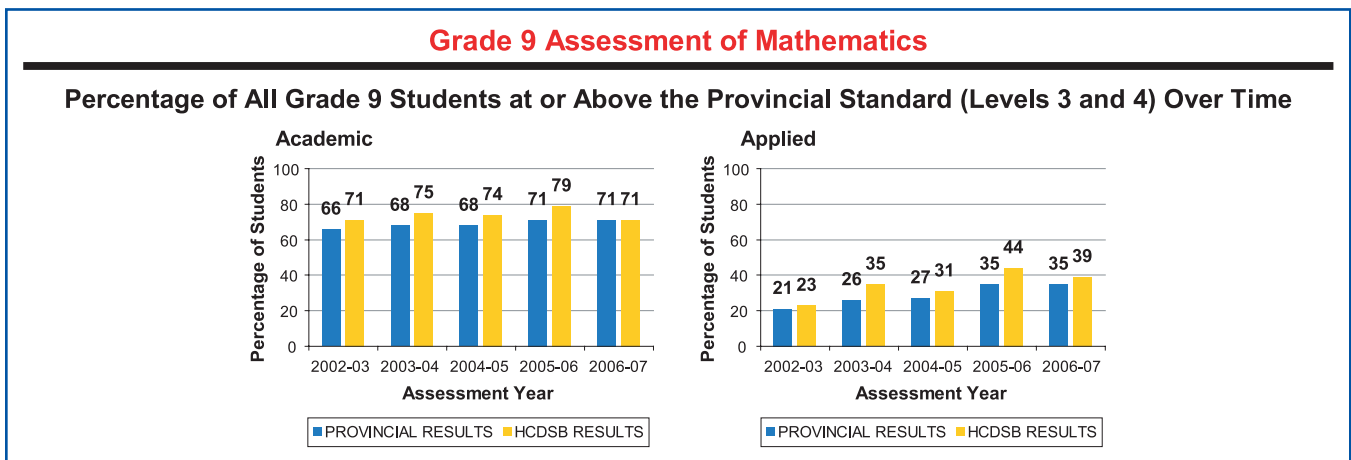 Grade 9 Assessment of Mathematics
Percentage of All Grade 9 Students at or Above the Provincial Standard (Levels 3 and 4) Over Time
Academic
Percentage of Students
100
80
60
40
20
0
66 71
68 75
68 74
71 79
71 71
2002-03 2003-04 2004-05 2005-06 2006-07
Assessment Year
PROVINCIAL RESULTS HCDSB RESULTS
Applied
Percentage of Students
100
80
60
40
20
0
21 23
26 35
27 31
35 44
35 39
2002-03 2003-04 2004-05 2005-06 2006-07
Assessment Year
PROVINCIAL RESULTS HCDSB RESULTS